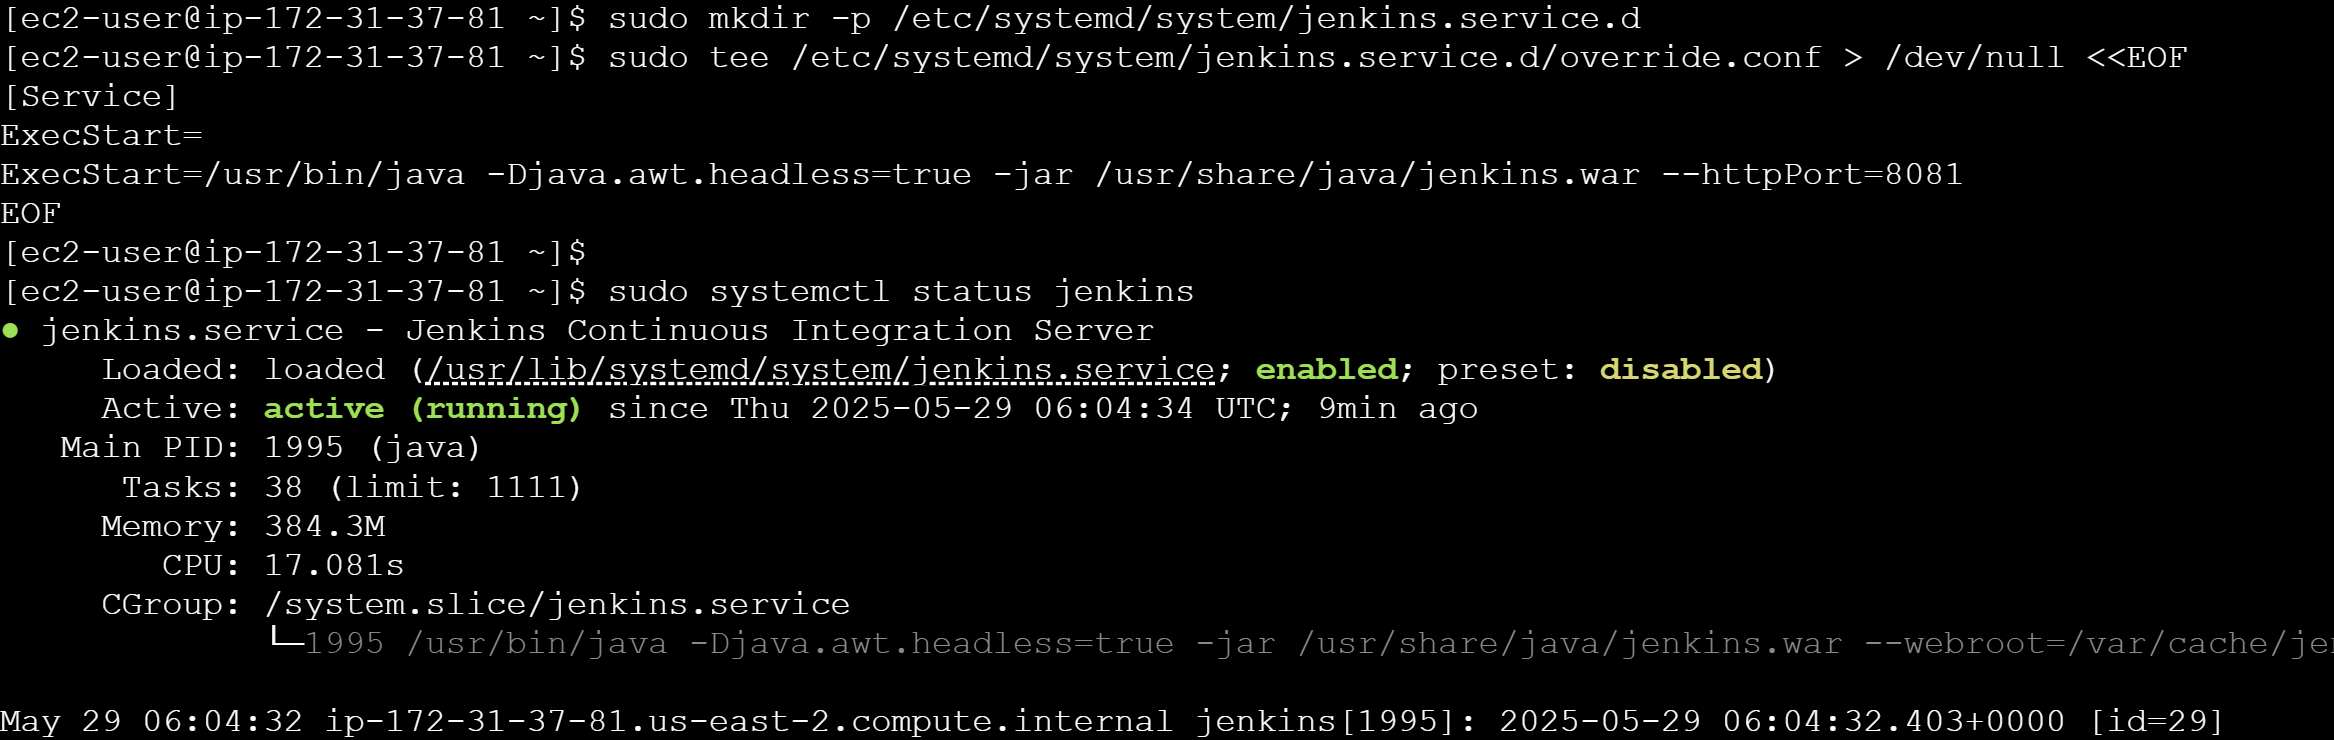 [ec2-user@ip-172-31-37-81 ~]$ sudo mkdir -p /etc/systemd/system/jenkins.service.d
[ec2-user@ip-172-31-37-81 ~]$ sudo tee /etc/systemd/system/jenkins.service.d/override.conf > /dev/null <<EOF
[Service]
ExecStart=
ExecStart=/usr/bin/java -Djava.awt.headless=true -jar /usr/share/java/jenkins.war --httpPort=8081
EOF
[ec2-user@ip-172-31-37-81 ~]$
[ec2-user@ip-172-31-37-81 ~]$ sudo systemctl status jenkins
● jenkins.service - Jenkins Continuous Integration Server
Loaded: loaded (/usr/lib/systemd/system/jenkins.service; enabled; preset: disabled)
Active: active (running) since Thu 2025-05-29 06:04:34 UTC; 9min ago
Main PID: 1995 (java)
Tasks: 38 (limit: 1111)
Memory: 384.3M
CPU: 17.081s
CGroup: /system.slice/jenkins.service
└─1995 /usr/bin/java -Djava.awt.headless=true -jar /usr/share/java/jenkins.war --webroot=/var/cache/jen
May 29 06:04:32 ip-172-31-37-81.us-east-2.compute.internal jenkins[1995]: 2025-05-29 06:04:32.403+0000 [id=29]